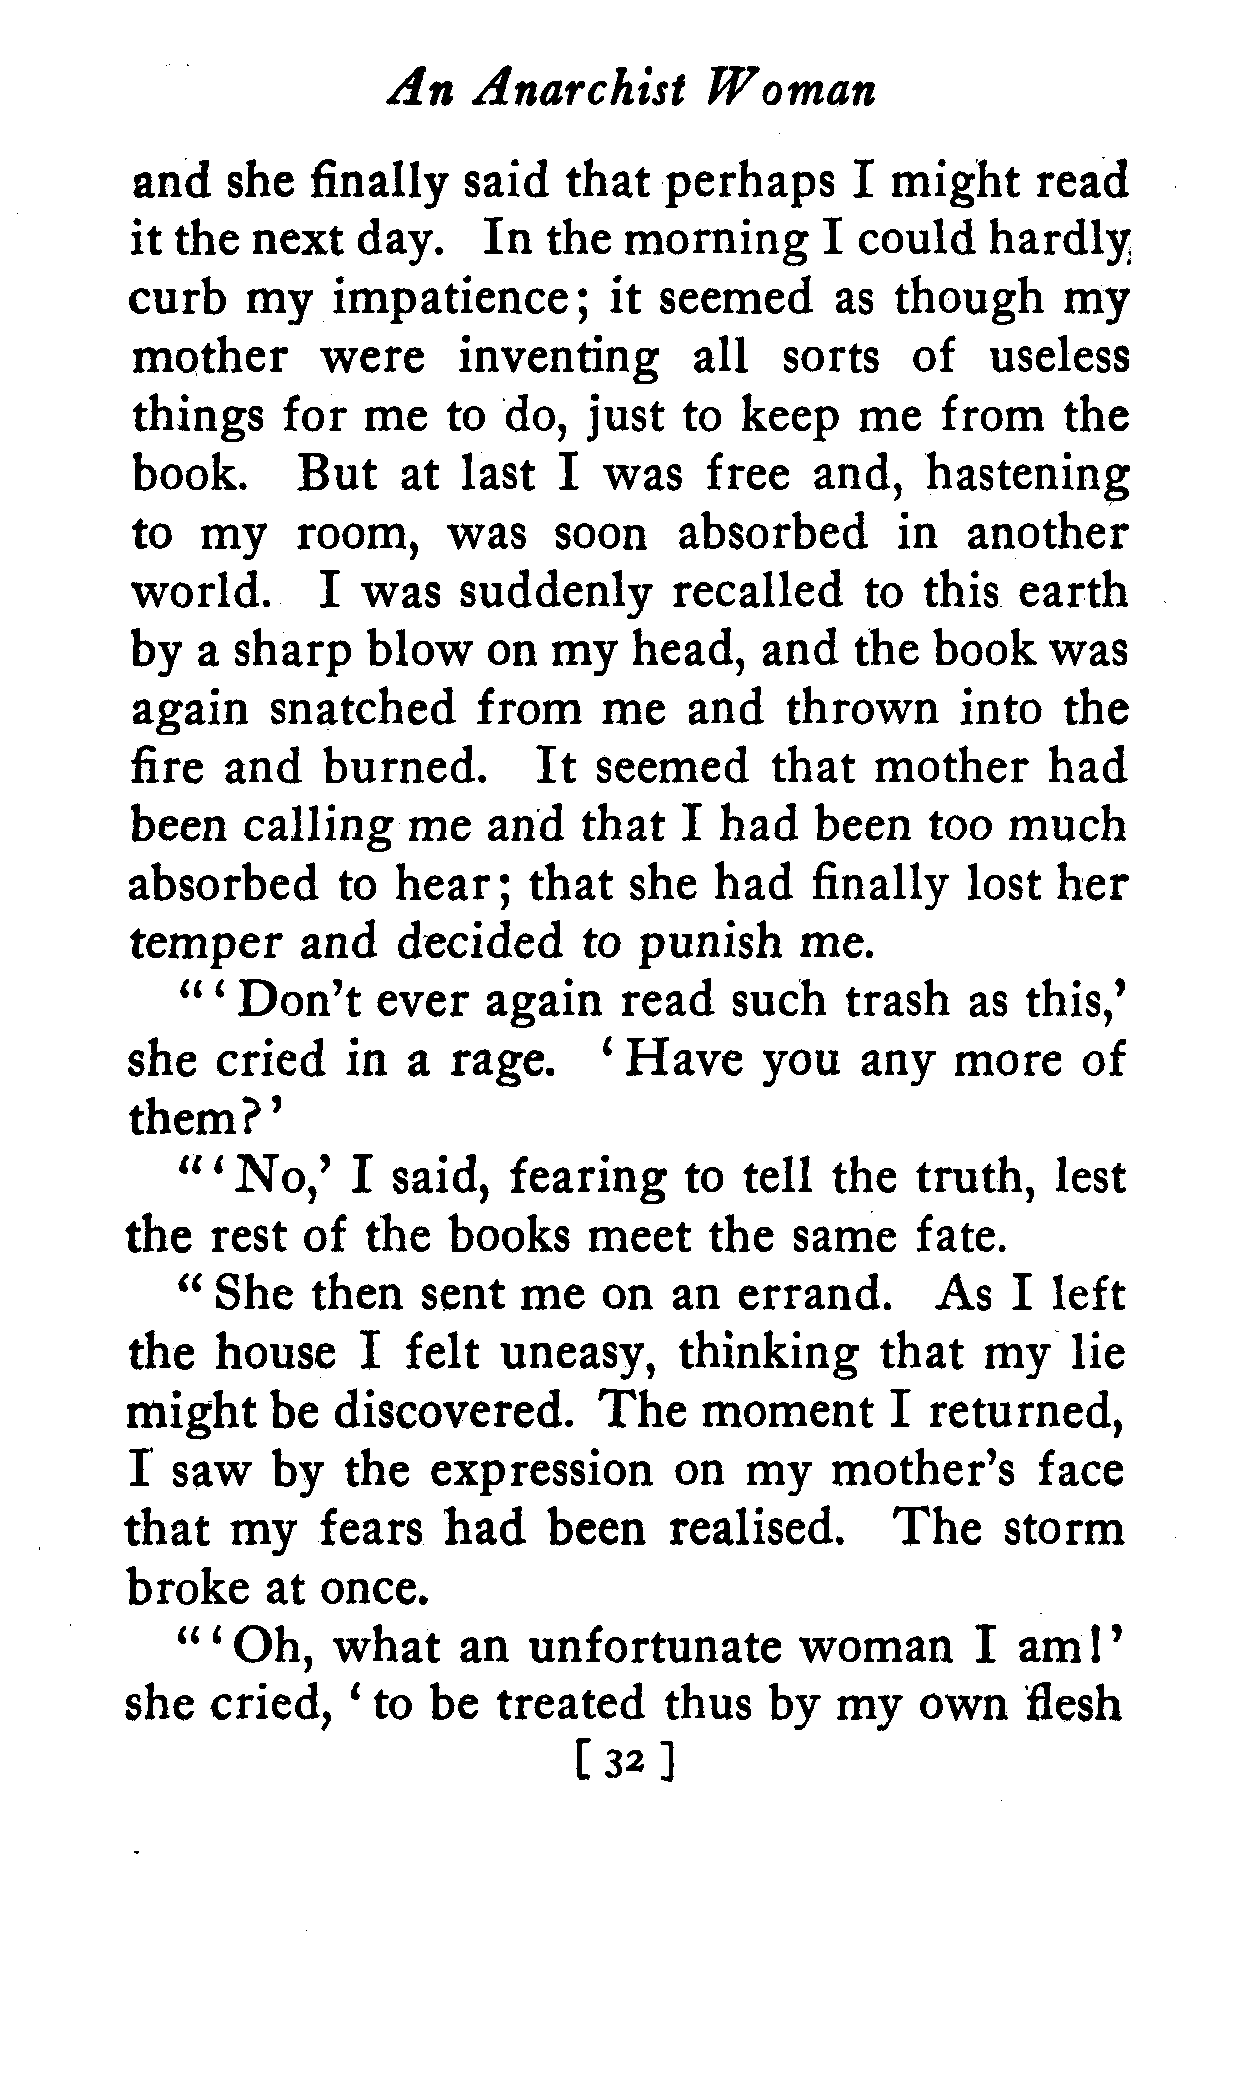 An Anarchist Woman
and she finally said that perhaps I might read
it the next day. In the morning I could hardly
curb my impatience; it seemed as though my
mother were inventing all sorts of useless
things for me to do, just to keep me from the
book. But at last I was free and, hastening
to my room, was soon absorbed in another
world. I was suddenly recalled to this earth
by a sharp blow on my head, and the book was
again snatched from me and thrown into the
fire and burned. It seemed that mother had
been calling me and that I had been too much
absorbed to hear; that she had finally lost her
temper and decided to punish me.
“‘Don’t ever again read such trash as this,’
she cried in a rage. ‘Have you any more of
them?’
“‘No,’ I said, fearing to tell the truth, lest
the rest of the books meet the same fate.
“She then sent me on an errand. As I left
the house I felt uneasy, thinking that my lie
might be discovered. The moment I returned,
I saw by the expression on my mother’s face
that my fears had been realised. The storm
broke at once.
“‘Oh, what an unfortunate woman I am!’
she cried, ‘to be treated thus by my own flesh
[ 32 ]